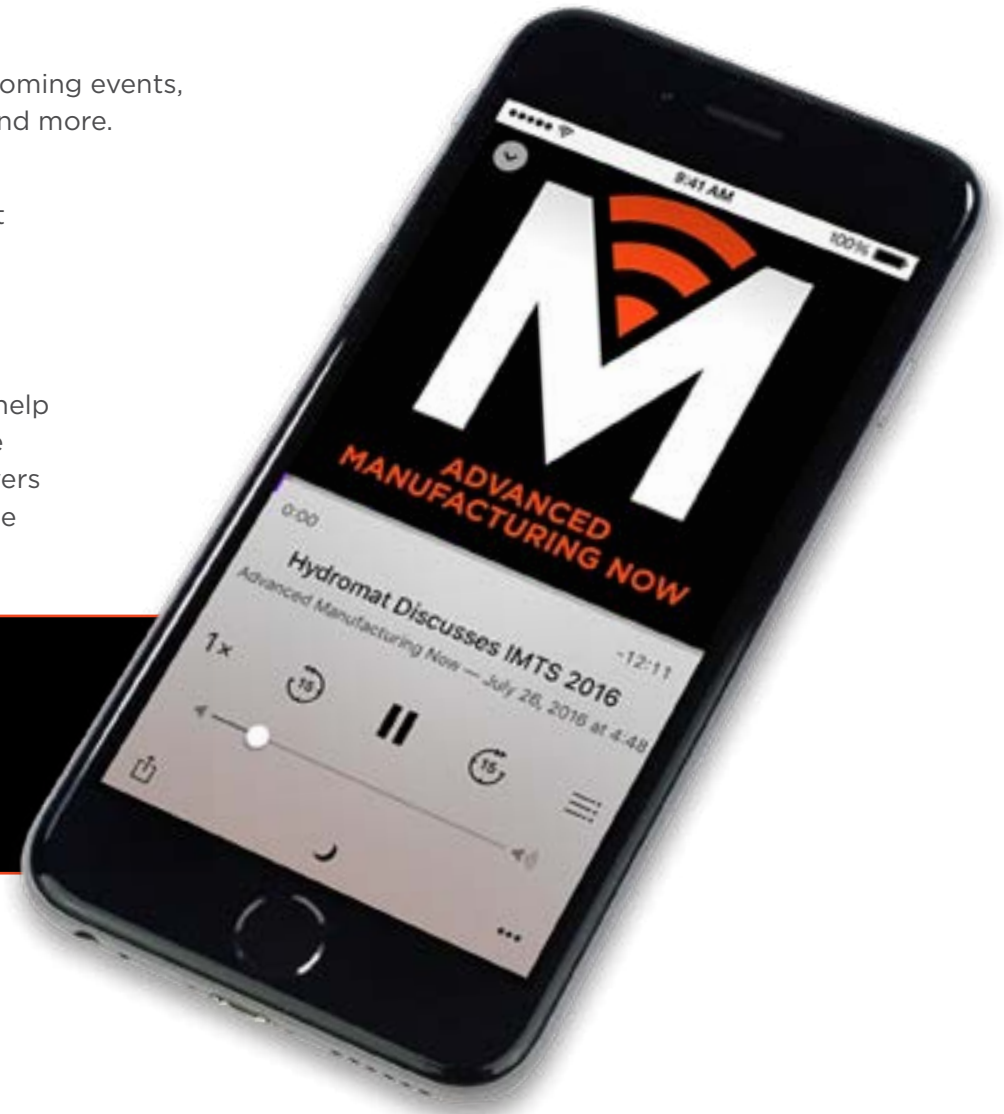 oming events,
nd more.
t
help
e
ers
e
9:41 AM
100%
M
ADVANCED
MANUFACTURING NOW
0:00
-12:11
Hydromat Discusses IMTS 2016
Advanced Manufacturing Now — July 26, 2016 at 4:48
1x
15
15